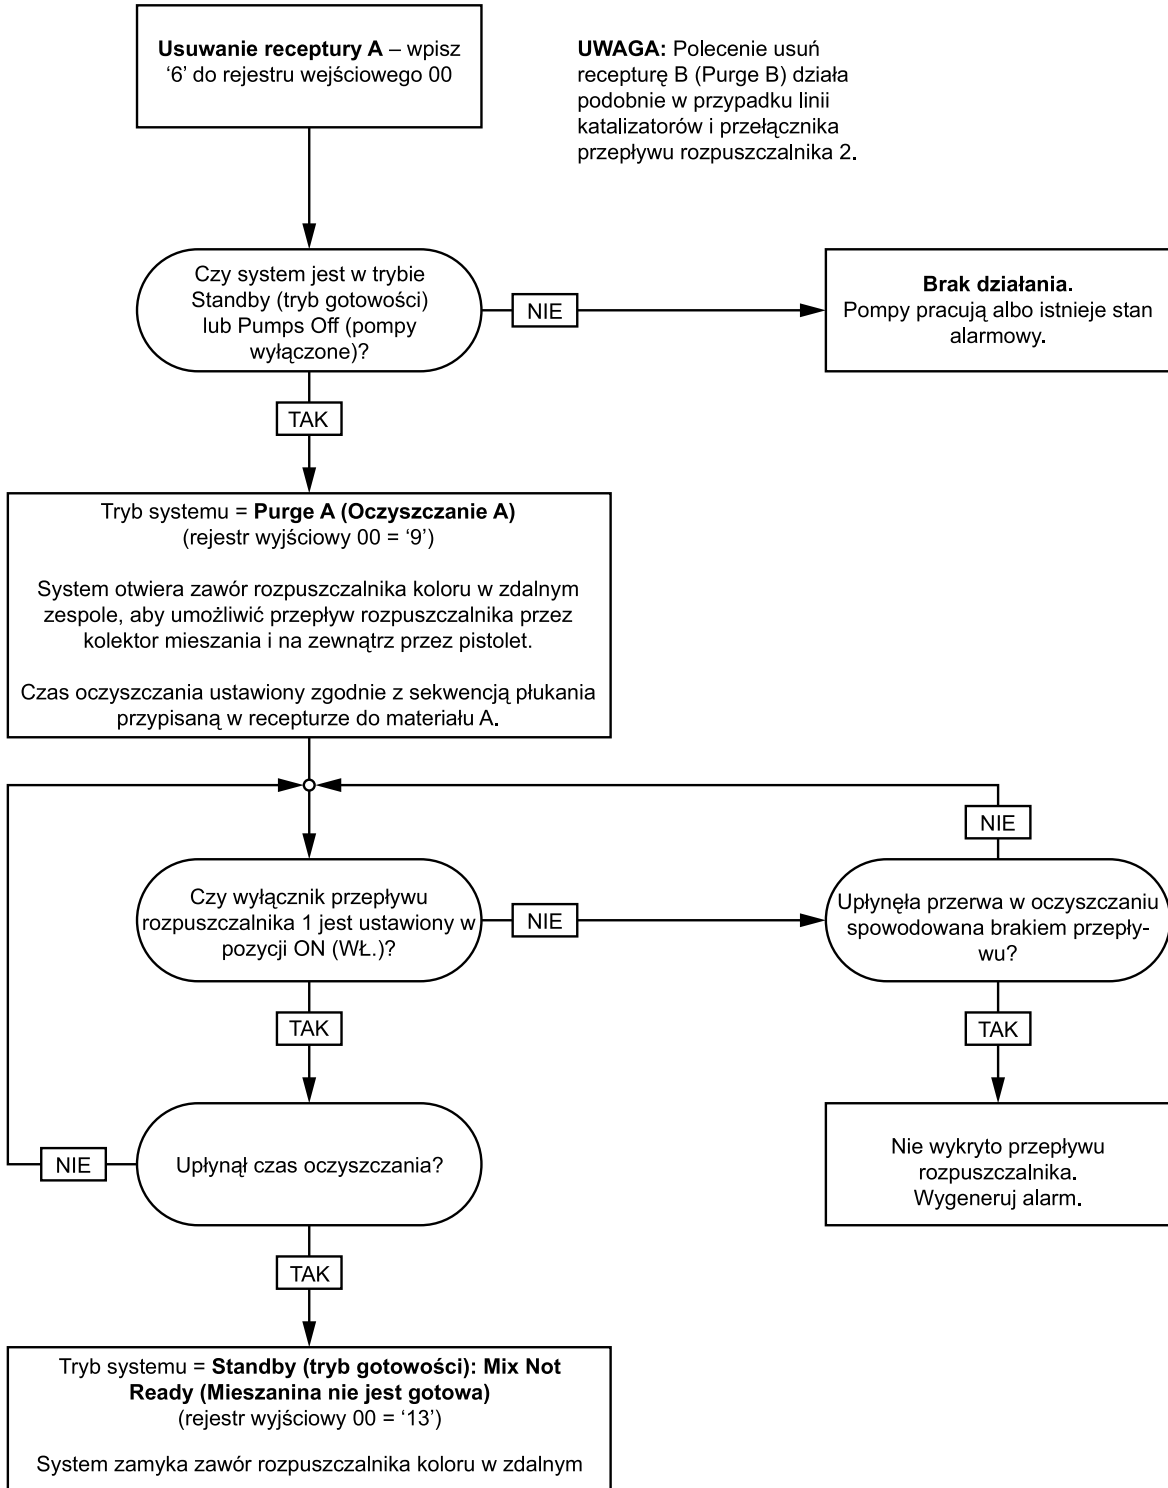 Usuwanie receptury A – wpisz
‘6’ do rejestru wejściowego 00
UWAGA: Polecenie usuń
recepturę B (Purge B) działa
podobnie w przypadku linii
katalizatorów i przełącznika
przepływu rozpuszczalnika 2.
Czy system jest w trybie
Standby (tryb gotowości)
lub Pumps Off (pompy
wyłączone)?
NIE
Brak działania.
Pompy pracują albo istnieje stan
alarmowy.
TAK
Tryb systemu = Purge A (Oczyszczanie A)
(rejestr wyjściowy 00 = ‘9’)
System otwiera zawór rozpuszczalnika koloru w zdalnym
zespole, aby umożliwić przepływ rozpuszczalnika przez
kolektor mieszania i na zewnątrz przez pistolet.
Czas oczyszczania ustawiony zgodnie z sekwencją płukania
przypisaną w recepturze do materiału A.
NIE
Czy wyłącznik przepływu
rozpuszczalnika 1 jest ustawiony w
pozycji ON (WŁ.)?
NIE
Upłynęła przerwa w oczyszczaniu
spowodowana brakiem przepły-
wu?
TAK
TAK
NIE
Upłynął czas oczyszczania?
Nie wykryto przepływu
rozpuszczalnika.
Wygeneruj alarm.
TAK
Tryb systemu = Standby (tryb gotowości): Mix Not
Ready (Mieszanina nie jest gotowa)
(rejestr wyjściowy 00 = ‘13’)
System zamyka zawór rozpuszczalnika koloru w zdalnym